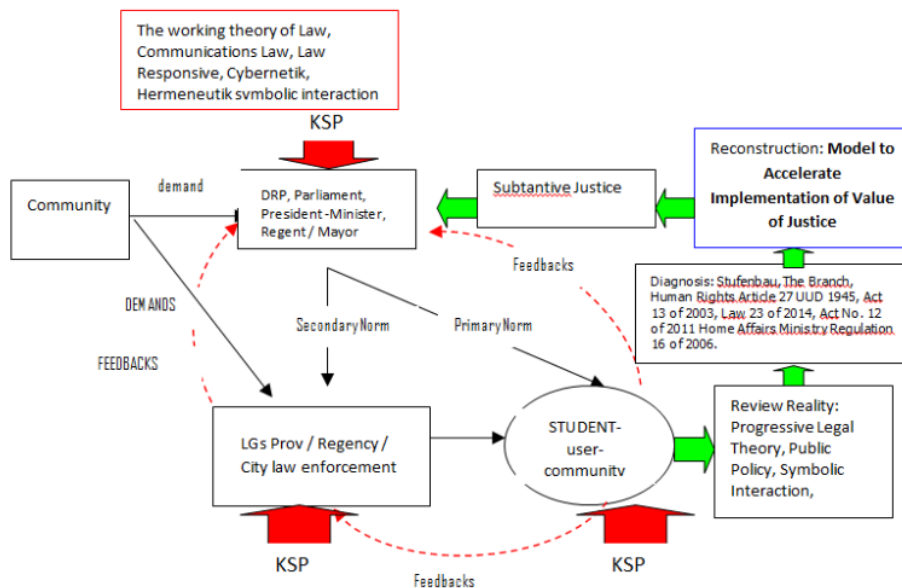 The working theory of Law,
Communications Law, Law
Responsive, Cybernetik,
Hermeneutik symbolic interaction
KSP
Community
demand
DRP, Parliament,
President-Minister,
Regent / Mayor
Subtantive Justice
Reconstruction: Model to
Accelerate
Implementation of Value
of Justice
Feedbacks
Diagnosis: Stufenbau, The Branch,
Human Rights Article 27 UUD 1945, Act
13 of 2003, Law 23 of 2014, Act No. 12
of 2011 Home Affairs Ministry Regulation
16 of 2006.
DEMANDS
Secondary Norm
Primary Norm
FEEDBACKS
LGs Prov / Regency /
City law enforcement
STUDENT-
user-
community
Review Reality:
Progressive Legal
Theory, Public
Policy, Symbolic
Interaction,
KSP
KSP
Feedbacks